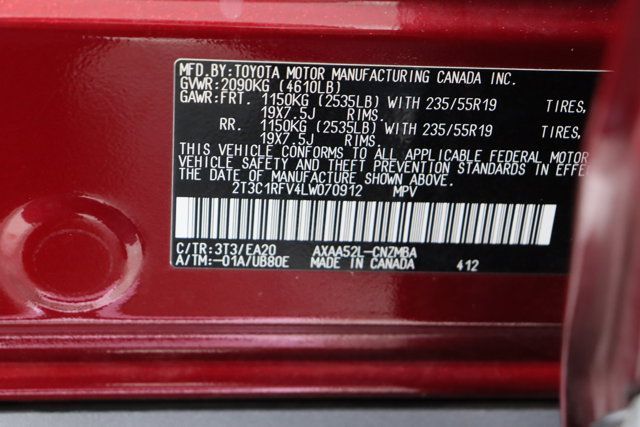 MFD.BY:TOYOTA MOTOR MANUFACTURING CANADA INC.
GVWR:2090KG (4610LB)
GAWR:FRT. 1150KG (2535LB) WITH 235/55R19 TIRES,
19X7.5J RIMS.
RR. 1150KG (2535LB) WITH 235/55R19 TIRES,
19X7.5J RIMS.
THIS VEHICLE CONFORMS TO ALL APPLICABLE FEDERAL MOTOR
VEHICLE SAFETY AND THEFT PREVENTION STANDARDS IN EFFE
THE DATE OF MANUFACTURE SHOWN ABOVE.
2T3C1RFV4LW070912 MPV
C/TR:3T3/EA20 AXAA52L-CNZMBA
A/TM:-01A/UB80E MADE IN CANADA 412